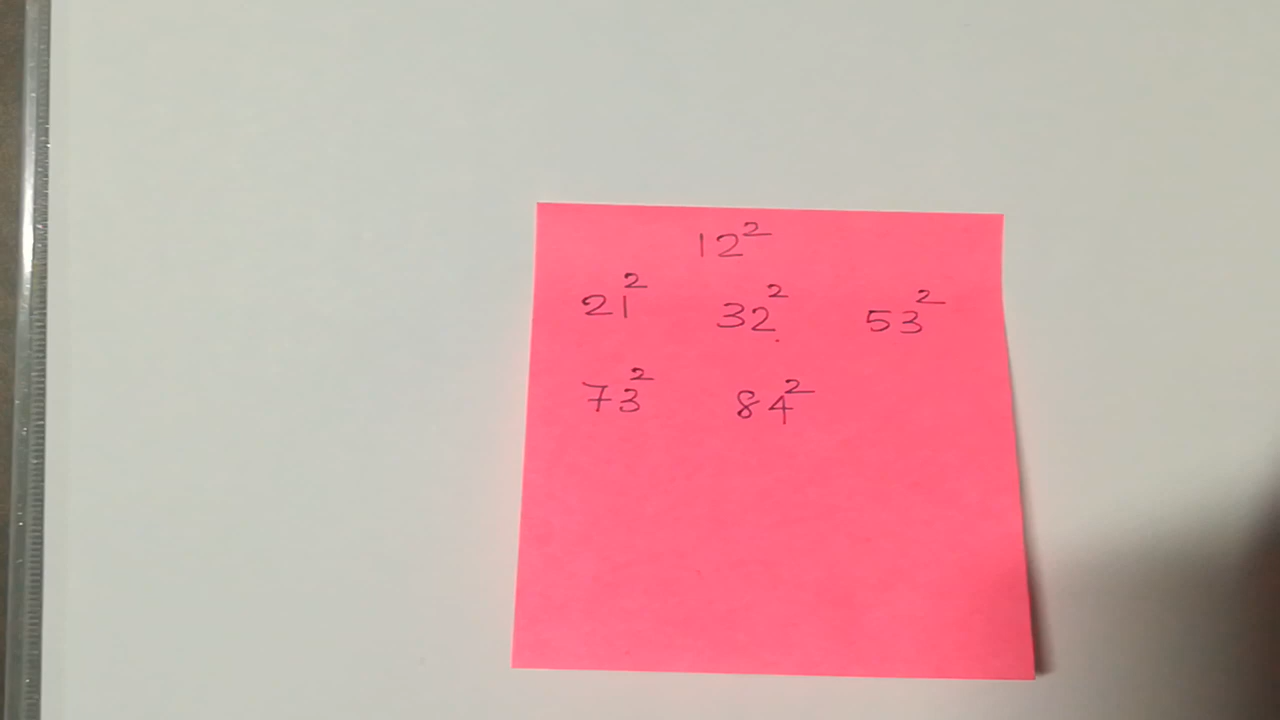 12²
21² 32² 53²
73² 84²